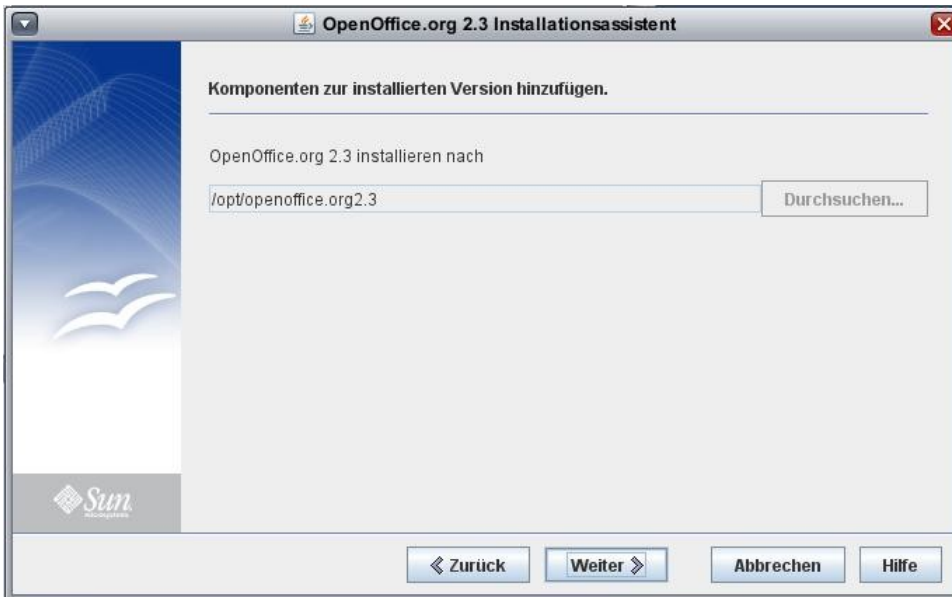 OpenOffice.org 2.3 Installationsassistent
Komponenten zur installierten Version hinzufügen.
OpenOffice.org 2.3 installieren nach
/opt/openoffice.org2.3
Durchsuchen...
Sun
microsystems
Zurück
Weiter
Abbrechen
Hilfe